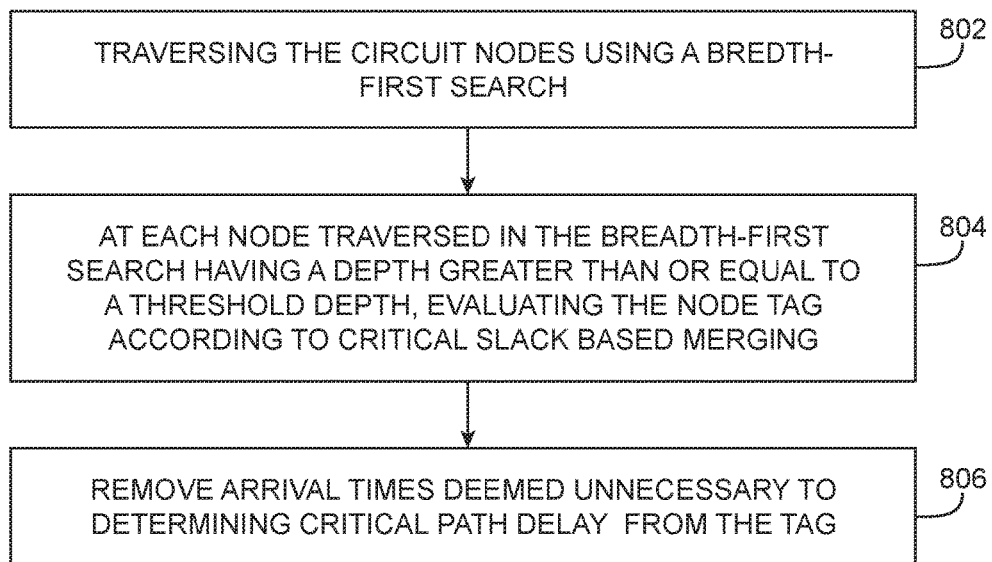 TRAVERSING THE CIRCUIT NODES USING A BREDTH-
FIRST SEARCH
802
AT EACH NODE TRAVERSED IN THE BREADTH-FIRST
SEARCH HAVING A DEPTH GREATER THAN OR EQUAL TO
A THRESHOLD DEPTH, EVALUATING THE NODE TAG
ACCORDING TO CRITICAL SLACK BASED MERGING
804
REMOVE ARRIVAL TIMES DEEMED UNNECESSARY TO
DETERMINING CRITICAL PATH DELAY FROM THE TAG
806